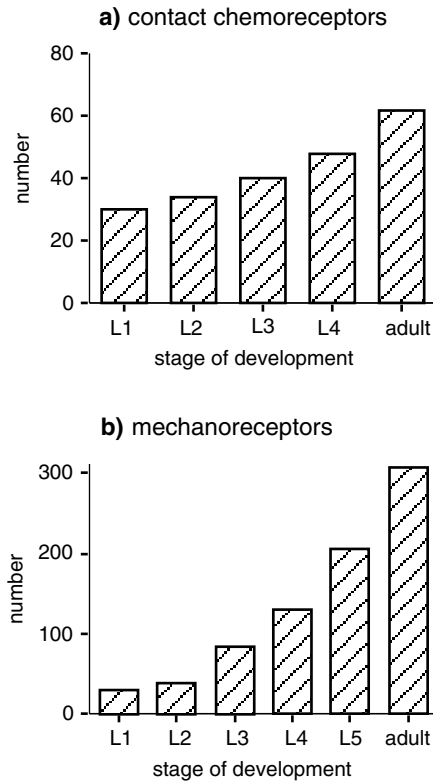 a) contact chemoreceptors
80
60
40
20
0
number
L1 L2 L3 L4 adult
stage of development
b) mechanoreceptors
300
200
100
0
number
L1 L2 L3 L4 L5 adult
stage of development